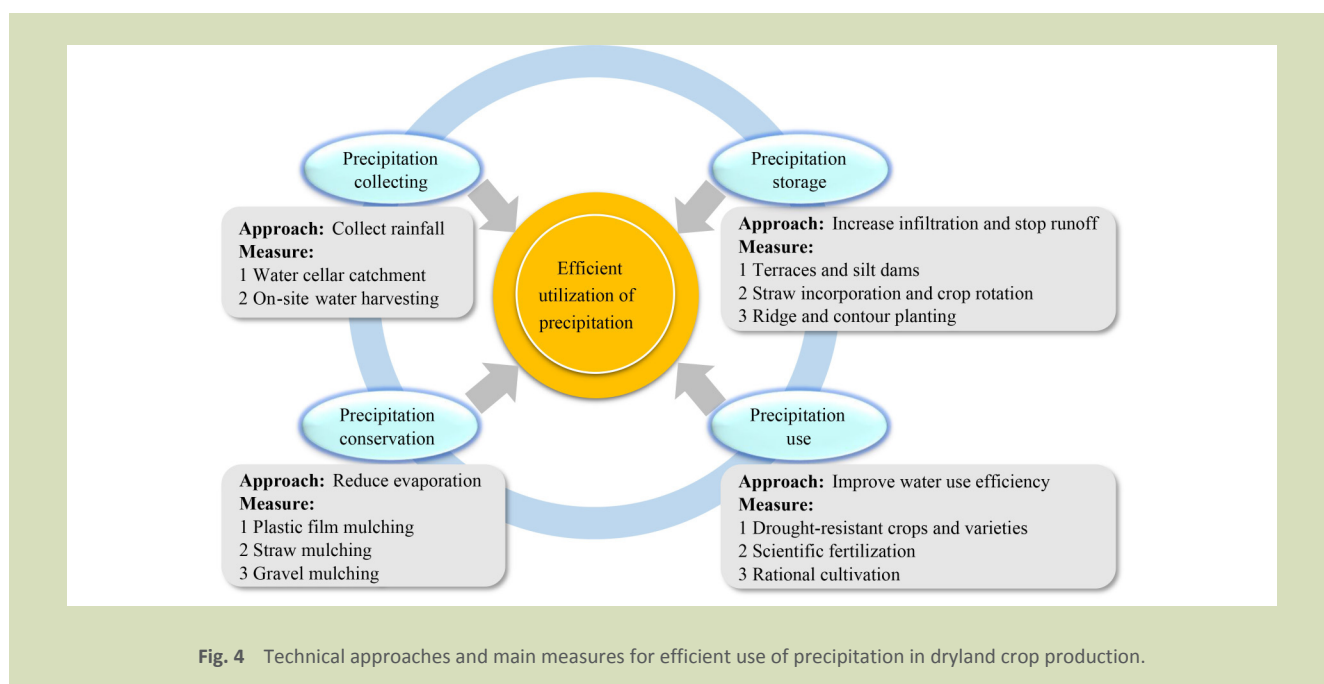 Precipitation
collecting
Approach: Collect rainfall
Measure:
1 Water cellar catchment
2 On-site water harvesting
Precipitation
storage
Approach: Increase infiltration and stop runoff
Measure:
1 Terraces and silt dams
2 Straw incorporation and crop rotation
3 Ridge and contour planting
Efficient
utilization of
precipitation
Precipitation
conservation
Approach: Reduce evaporation
Measure:
1 Plastic film mulching
2 Straw mulching
3 Gravel mulching
Precipitation
use
Approach: Improve water use efficiency
Measure:
1 Drought-resistant crops and varieties
2 Scientific fertilization
3 Rational cultivation
Fig. 4 Technical approaches and main measures for efficient use of precipitation in dryland crop production.